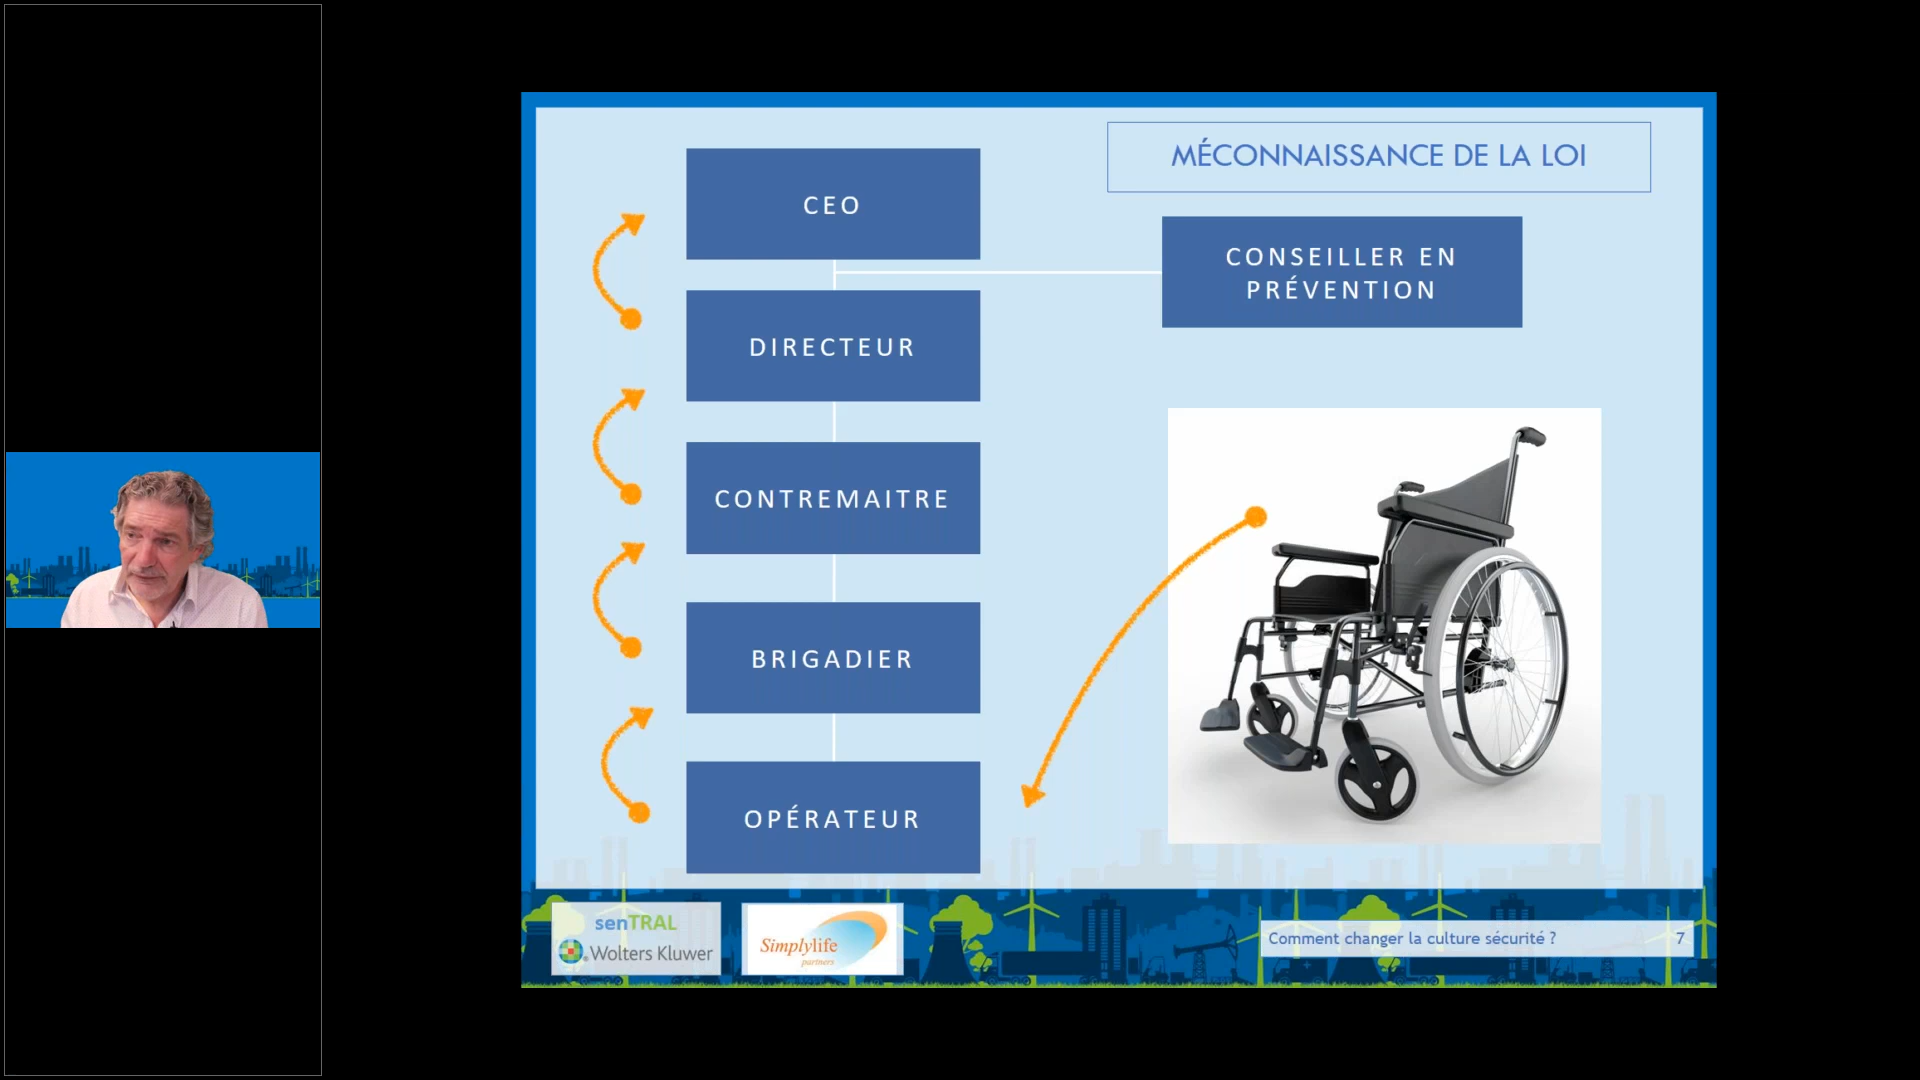 MÉCONNAISSANCE DE LA LOI
CEO
CONSEILLER EN
PRÉVENTION
DIRECTEUR
CONTREMAITRE
BRIGADIER
OPÉRATEUR
senTRAL
Wolters Kluwer
Simplylife
partners
Comment changer la culture sécurité ?
7